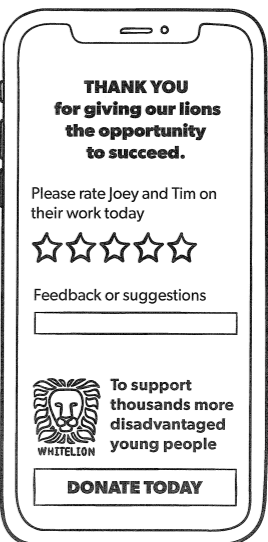 THANK YOU
for giving our lions
the opportunity
to succeed.
Please rate Joey and Tim on
their work today
Feedback or suggestions
To support
thousands more
disadvantaged
young people
WHITELION
DONATE TODAY